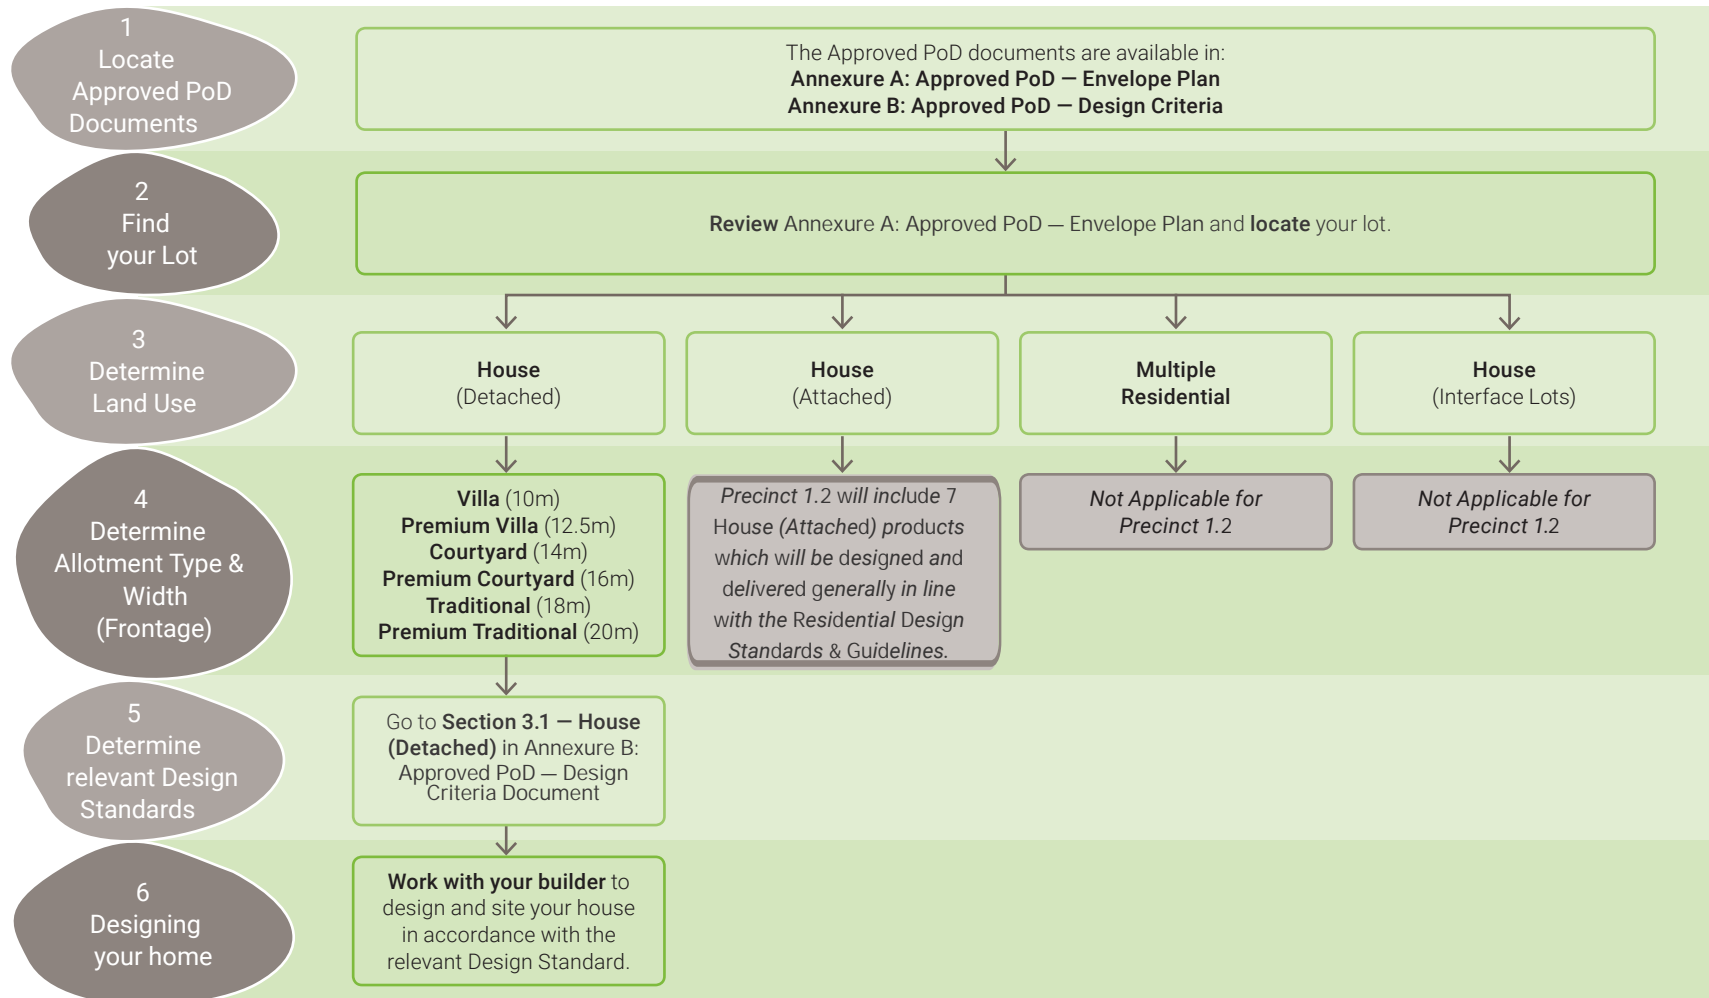 1
Locate
Approved PoD
Documents
The Approved PoD documents are available in:
Annexure A: Approved PoD — Envelope Plan
Annexure B: Approved PoD — Design Criteria
2
Find
your Lot
Review Annexure A: Approved PoD — Envelope Plan and locate your lot.
3
Determine
Land Use
House
(Detached)
House
(Attached)
Multiple
Residential
House
(Interface Lots)
4
Determine
Allotment Type &
Width
(Frontage)
Villa (10m)
Premium Villa (12.5m)
Courtyard (14m)
Premium Courtyard (16m)
Traditional (18m)
Premium Traditional (20m)
Precinct 1.2 will include 7
House (Attached) products
which will be designed and
delivered generally in line
with the Residential Design
Standards & Guidelines.
Not Applicable for
Precinct 1.2
Not Applicable for
Precinct 1.2
5
Determine
relevant Design
Standards
Go to Section 3.1 — House
(Detached) in Annexure B:
Approved PoD — Design
Criteria Document
6
Designing
your home
Work with your builder to
design and site your house
in accordance with the
relevant Design Standard.